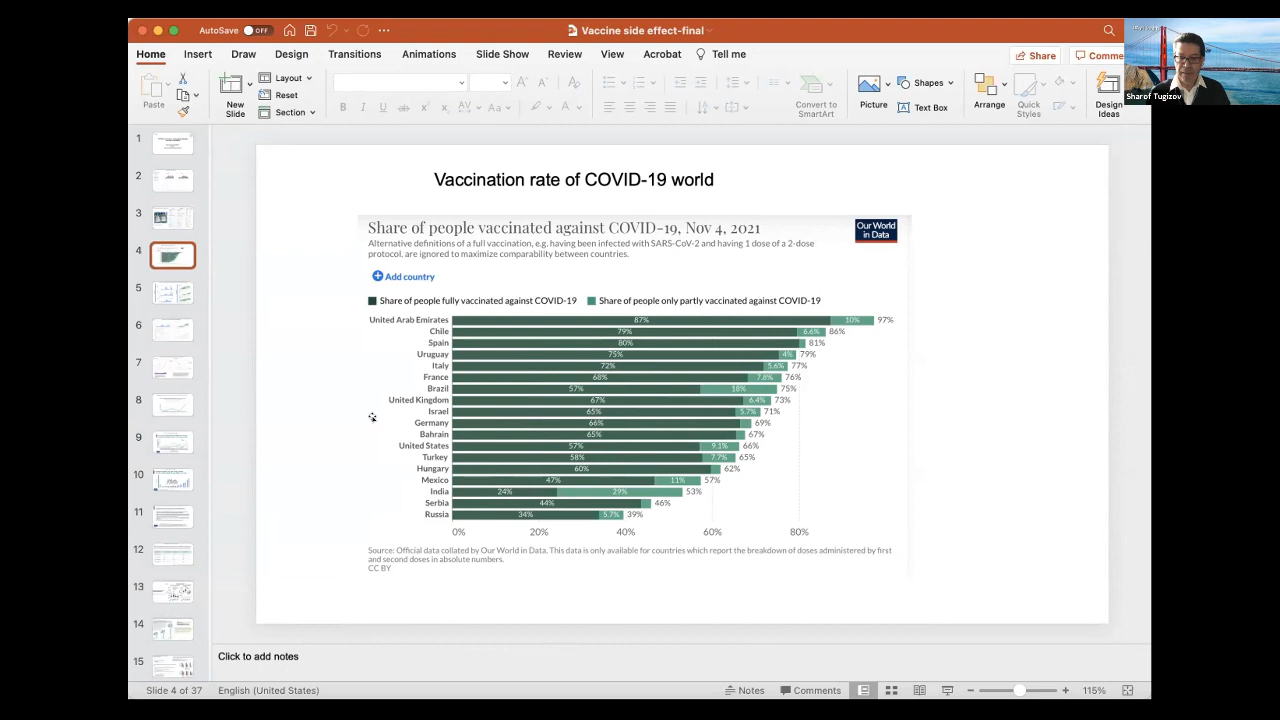 AutoSave OFF
Vaccine side effect-final
Home Insert Draw Design Transitions Animations Slide Show Review View Acrobat Tell me
Share Comme
Paste
New
Slide
Layout
Reset
Section
Convert to
SmartArt
Picture
Shapes
Text Box
Arrange
Quick
Styles
Design
Ideas
Sharof Tugizov
1
2
3
4
5
6
7
8
9
10
11
12
13
14
15
Vaccination rate of COVID-19 world
Share of people vaccinated against COVID-19, Nov 4, 2021
Alternative definitions of a full vaccination, e.g. having been infected with SARS-CoV-2 and having 1 dose of a 2-dose
protocol, are ignored to maximize comparability between countries.
Our World
in Data
Add country
Share of people fully vaccinated against COVID-19 Share of people only partly vaccinated against COVID-19
United Arab Emirates 87% 10% 97%
Chile 79% 6.6% 86%
Spain 80% 81%
Uruguay 75% 4% 79%
Italy 72% 5.6% 77%
France 68% 7.8% 76%
Brazil 57% 18% 75%
United Kingdom 67% 6.4% 73%
Israel 65% 5.7% 71%
Germany 66% 69%
Bahrain 65% 67%
United States 57% 9.1% 66%
Turkey 58% 7.7% 65%
Hungary 60% 62%
Mexico 47% 11% 57%
India 24% 29% 53%
Serbia 44% 46%
Russia 34% 5.7% 39%
0% 20% 40% 60% 80%
Source: Official data collated by Our World in Data. This data is only available for countries which report the breakdown of doses administered by first
and second doses in absolute numbers.
CC BY
Click to add notes
Slide 4 of 37 English (United States) Notes Comments 115%